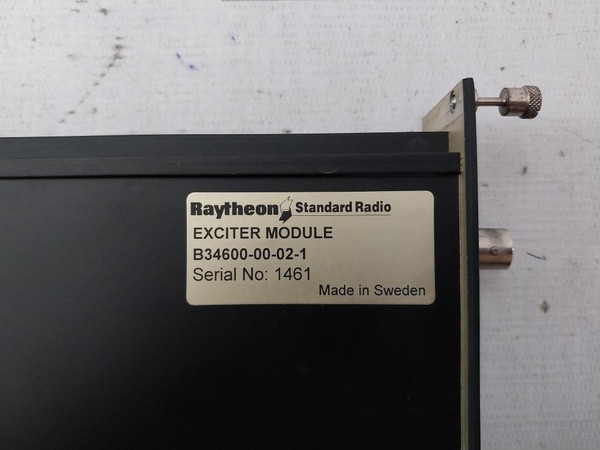 Raytheon Standard Radio
EXCITER MODULE
B34600-00-02-1
Serial No: 1461
Made in Sweden